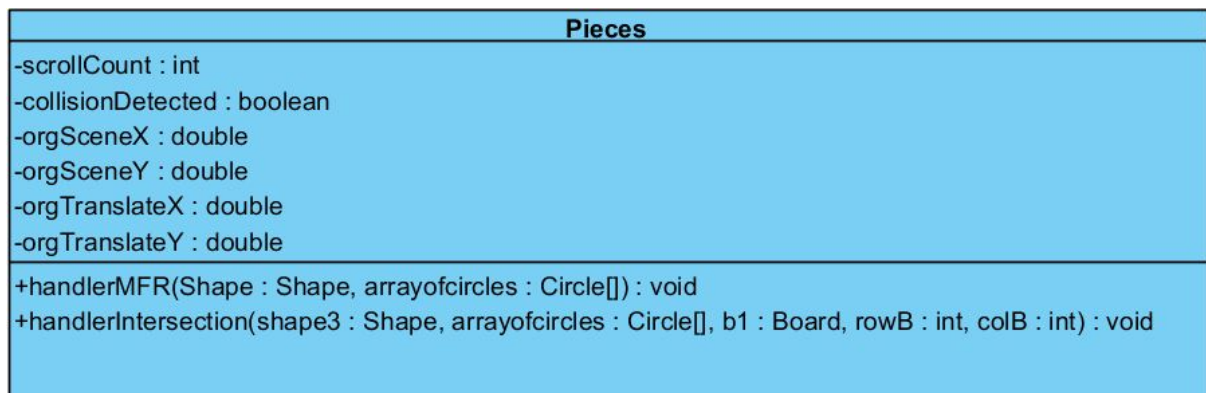 Pieces
-scrollCount : int
-collisionDetected : boolean
-orgSceneX : double
-orgSceneY : double
-orgTranslateX : double
-orgTranslateY : double
+handlerMFR(Shape : Shape, arrayofcircles : Circle[]) : void
+handlerIntersection(shape3 : Shape, arrayofcircles : Circle[], b1 : Board, rowB : int, colB : int) : void